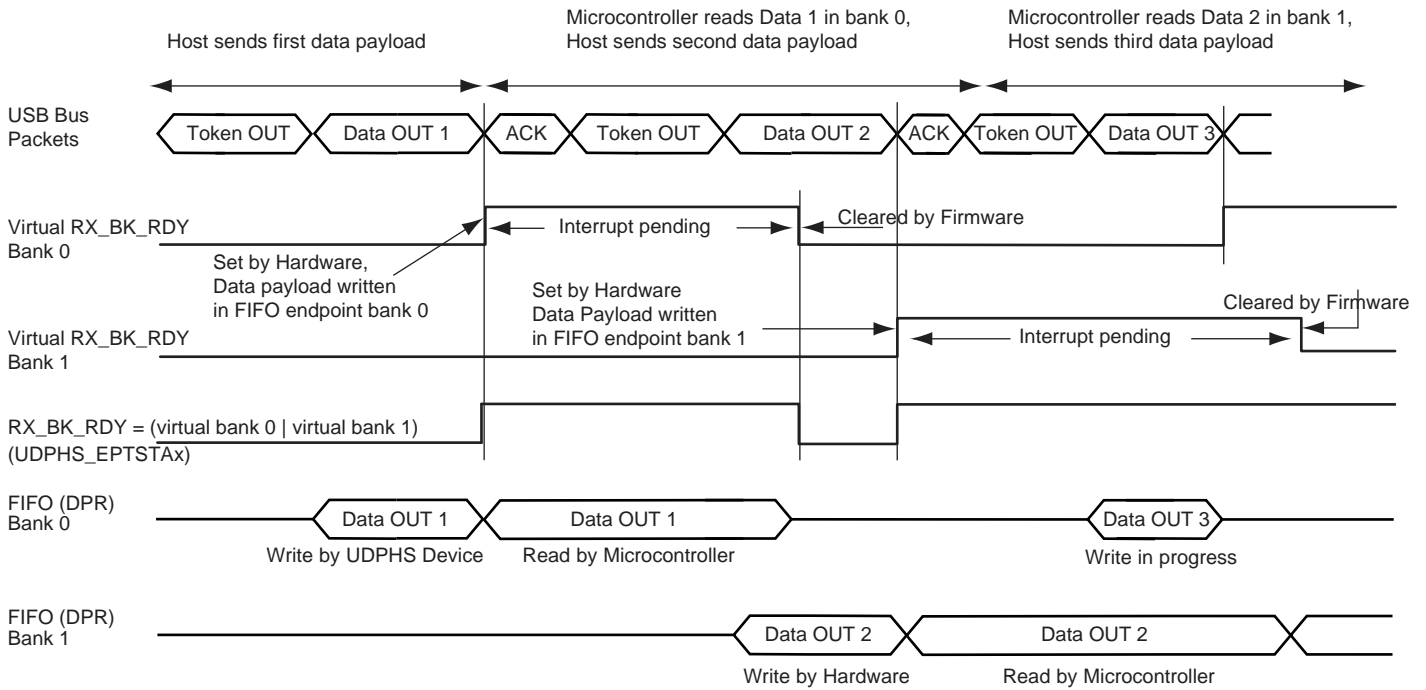 Host sends first data payload
Microcontroller reads Data 1 in bank 0,
Host sends second data payload
Microcontroller reads Data 2 in bank 1,
Host sends third data payload
USB Bus
Packets
Token OUT
Data OUT 1
ACK
Token OUT
Data OUT 2
ACK
Token OUT
Data OUT 3
Virtual RX_BK_RDY
Bank 0
Interrupt pending
Cleared by Firmware
Set by Hardware,
Data payload written
in FIFO endpoint bank 0
Set by Hardware
Data Payload written
in FIFO endpoint bank 1
Cleared by Firmware
Virtual RX_BK_RDY
Bank 1
Interrupt pending
RX_BK_RDY = (virtual bank 0 | virtual bank 1)
(UDPHS_EPTSTAx)
FIFO (DPR)
Bank 0
Data OUT 1
Data OUT 1
Data OUT 3
Write by UDPHS Device
Read by Microcontroller
Write in progress
FIFO (DPR)
Bank 1
Data OUT 2
Data OUT 2
Write by Hardware
Read by Microcontroller